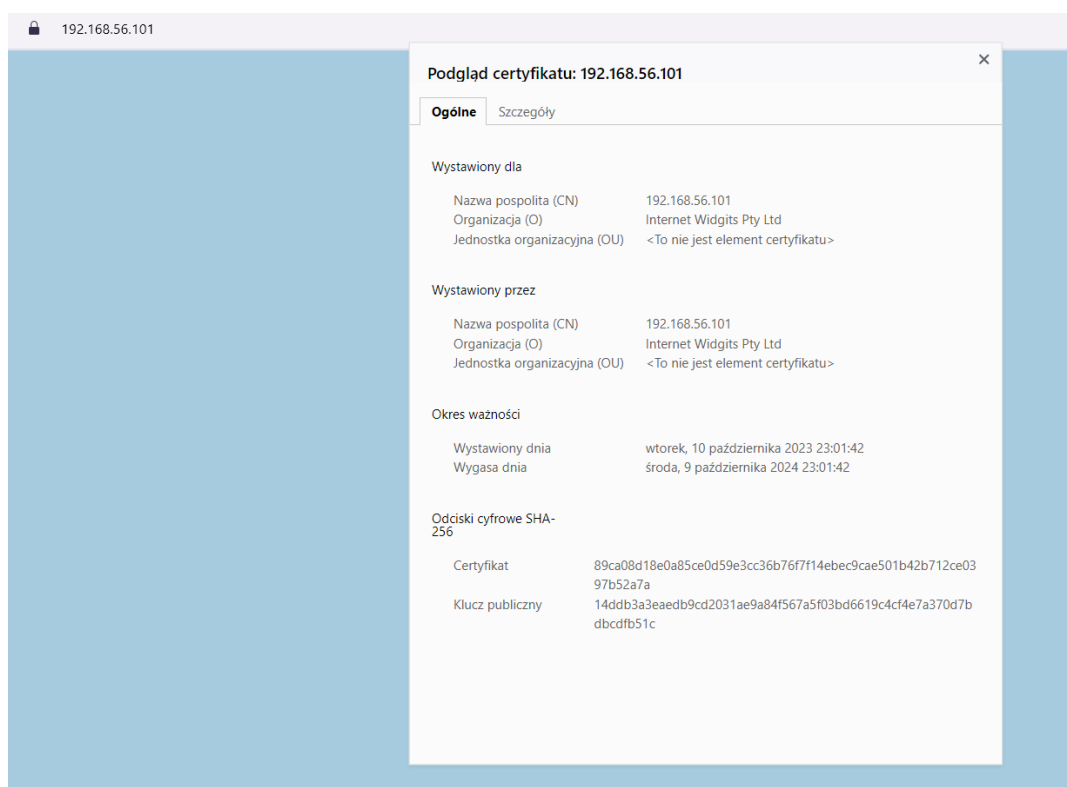 192.168.56.101
Podgląd certyfikatu: 192.168.56.101
Ogólne Szczegóły
Wystawiony dla
Nazwa pospolita (CN) 192.168.56.101
Organizacja (O) Internet Widgits Pty Ltd
Jednostka organizacyjna (OU) <To nie jest element certyfikatu>
Wystawiony przez
Nazwa pospolita (CN) 192.168.56.101
Organizacja (O) Internet Widgits Pty Ltd
Jednostka organizacyjna (OU) <To nie jest element certyfikatu>
Okres ważności
Wystawiony dnia wtorek, 10 października 2023 23:01:42
Wygasa dnia środa, 9 października 2024 23:01:42
Odciski cyfrowe SHA-
256
Certyfikat 89ca08d18e0a85ce0d59e3cc36b76f7f14ebec9cae501b42b712ce03
97b52a7a
Klucz publiczny 14ddb3a3eaedb9cd2031ae9a84f567a5f03bd6619c4cf4e7a370d7b
dbcdfb51c